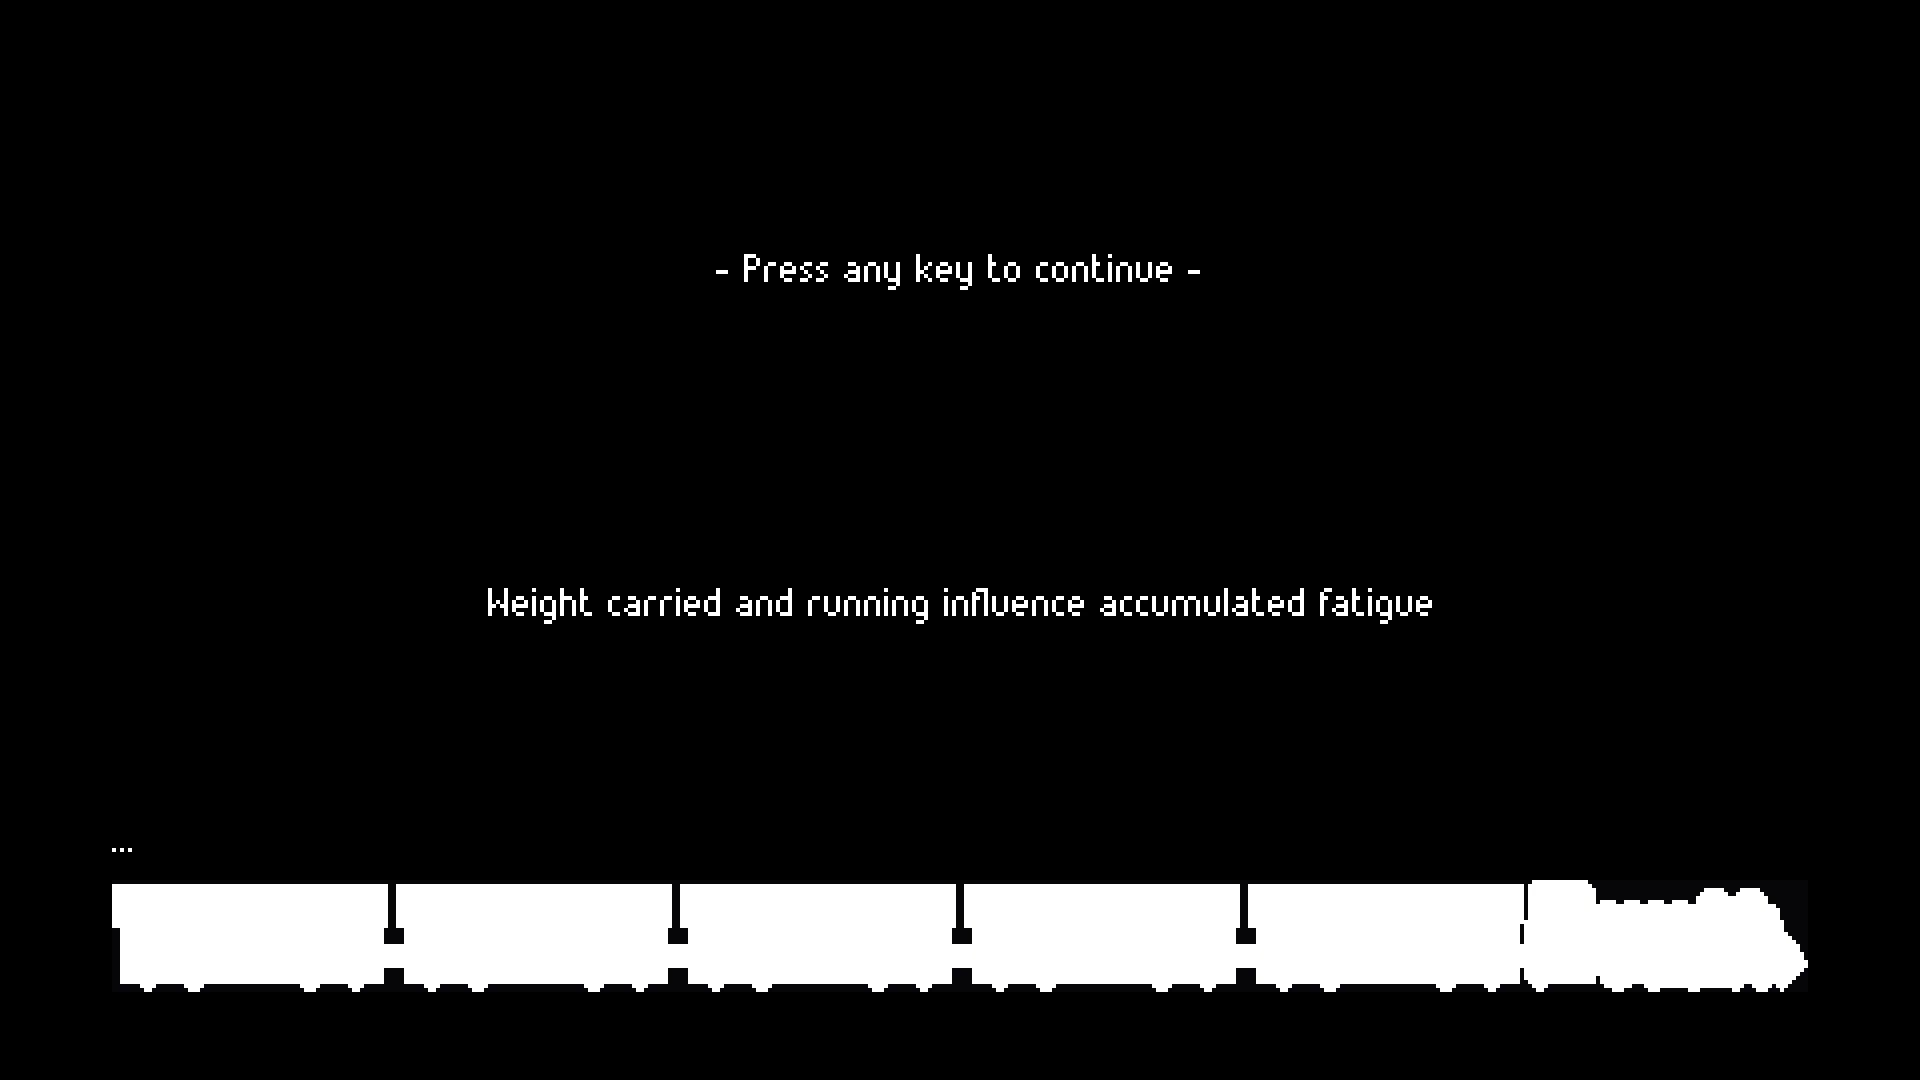 - Press any key to continue -
Weight carried and running influence accumulated fatigue
...